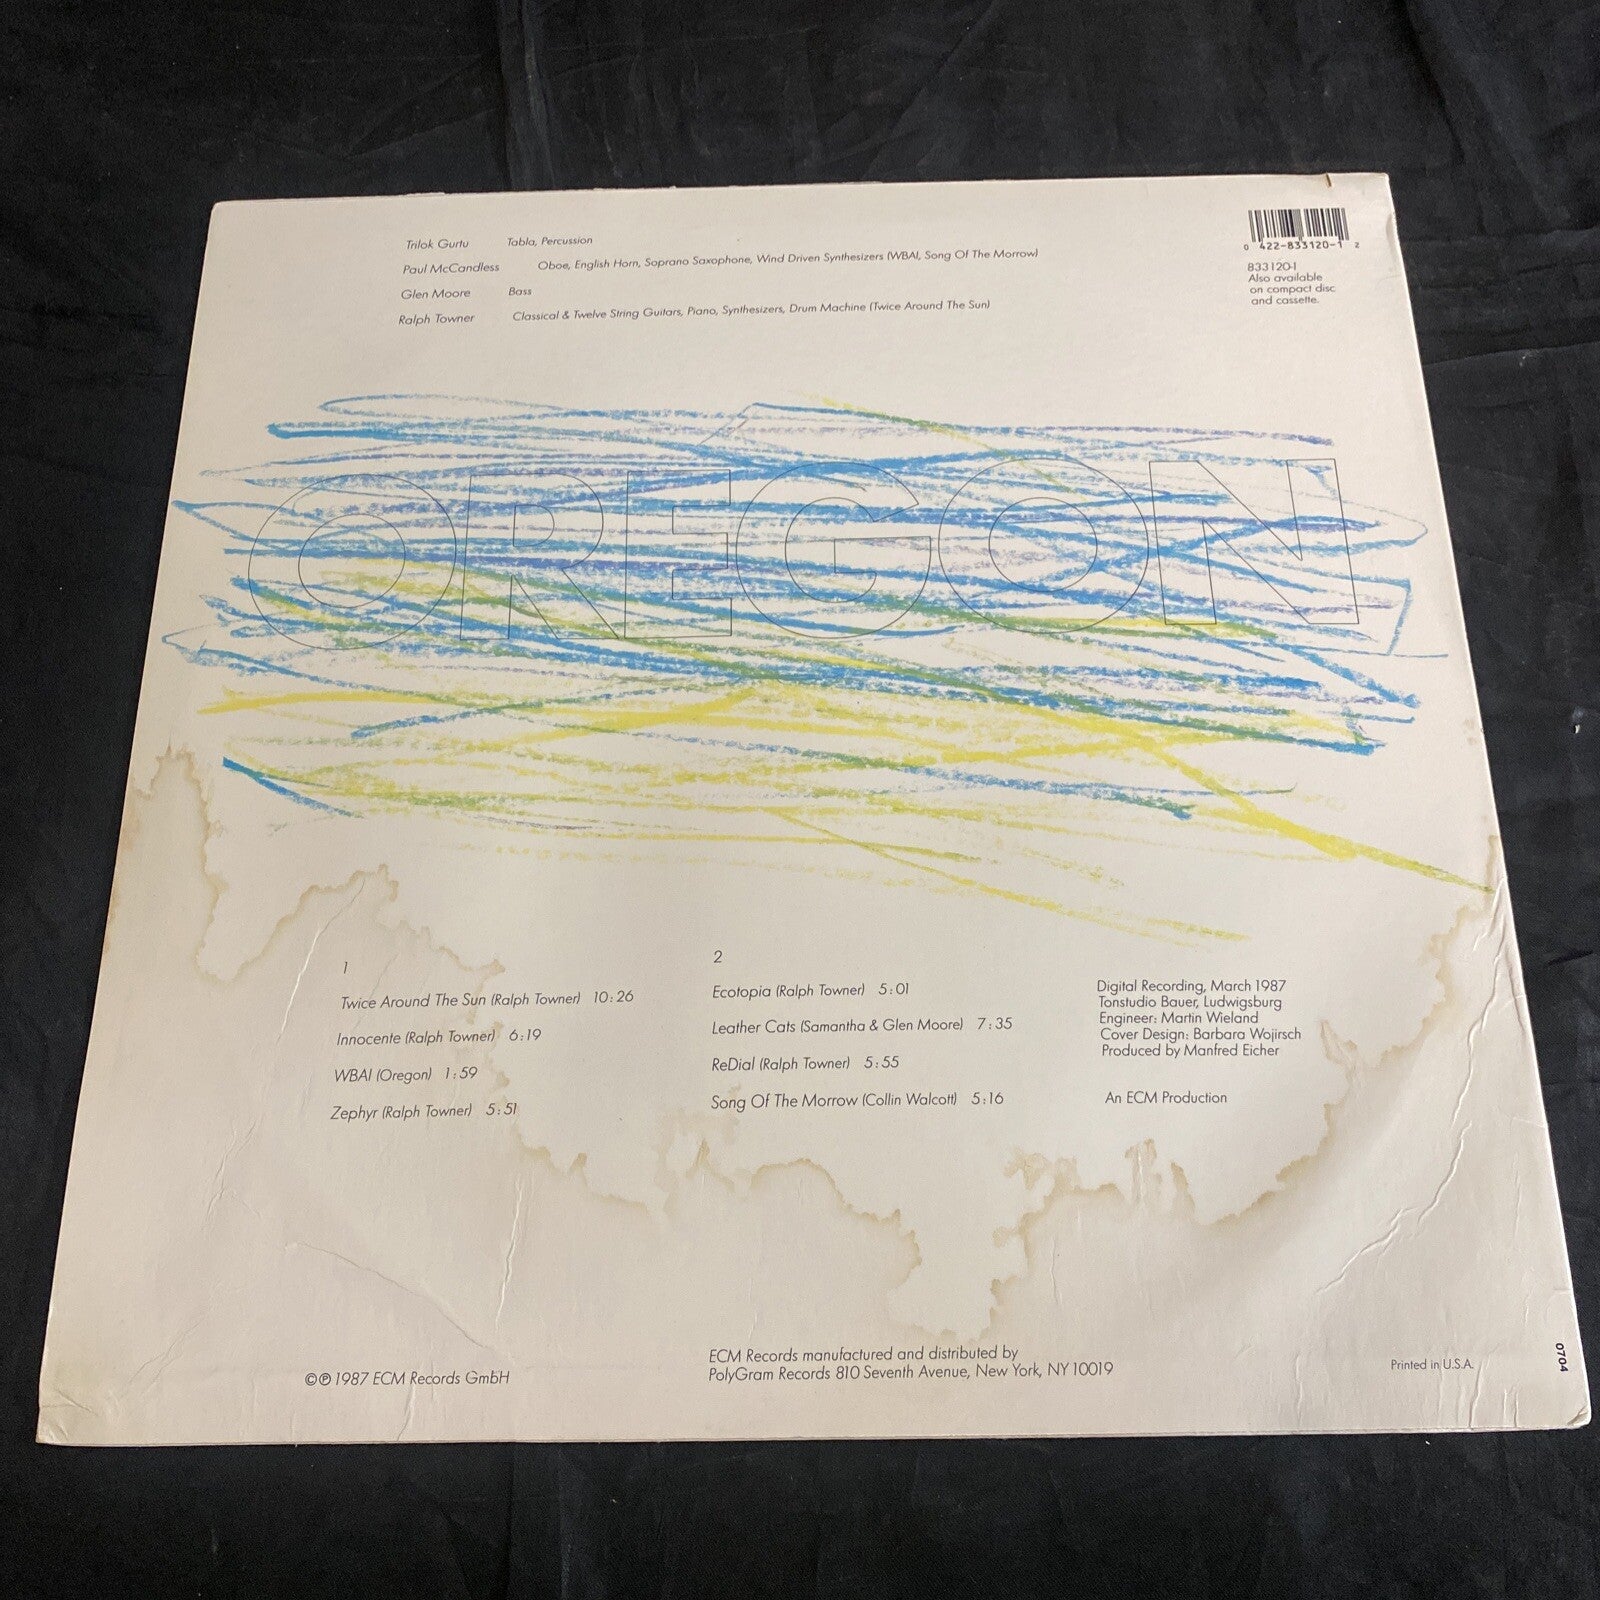 Trilok Gurtu Tabla, Percussion
Paul McCandless Oboe, English Horn, Soprano Saxophone, Wind Driven Synthesizers (WBAI, Song Of The Morrow)
Glen Moore Bass
Ralph Towner Classical & Twelve String Guitars, Piano, Synthesizers, Drum Machine (Twice Around The Sun)
0 422-833120-1 2
833120-1
Also available
on compact disc
and cassette.
OREGON
1
Twice Around The Sun (Ralph Towner) 10:26
Innocente (Ralph Towner) 6:19
WBAI (Oregon) 1:59
Zephyr (Ralph Towner) 5:51
2
Ecotopia (Ralph Towner) 5:01
Leather Cats (Samantha & Glen Moore) 7:35
ReDial (Ralph Towner) 5:55
Song Of The Morrow (Collin Walcott) 5:16
Digital Recording, March 1987
Tonstudio Bauer, Ludwigsburg
Engineer: Martin Wieland
Cover Design: Barbara Wojirsch
Produced by Manfred Eicher
An ECM Production
©℗ 1987 ECM Records GmbH
ECM Records manufactured and distributed by
PolyGram Records 810 Seventh Avenue, New York, NY 10019
Printed in U.S.A.
0704